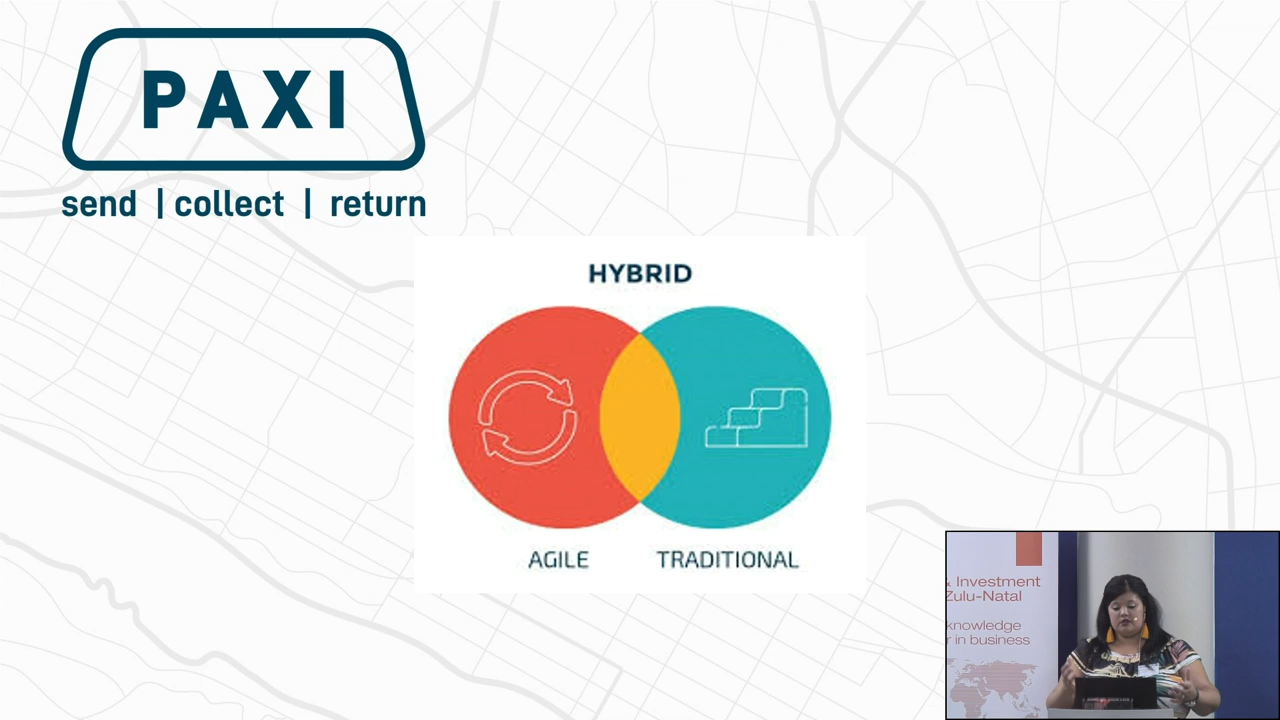 PAXI
send | collect | return
HYBRID
AGILE
TRADITIONAL
& Investment
Zulu-Natal
knowledge
in business